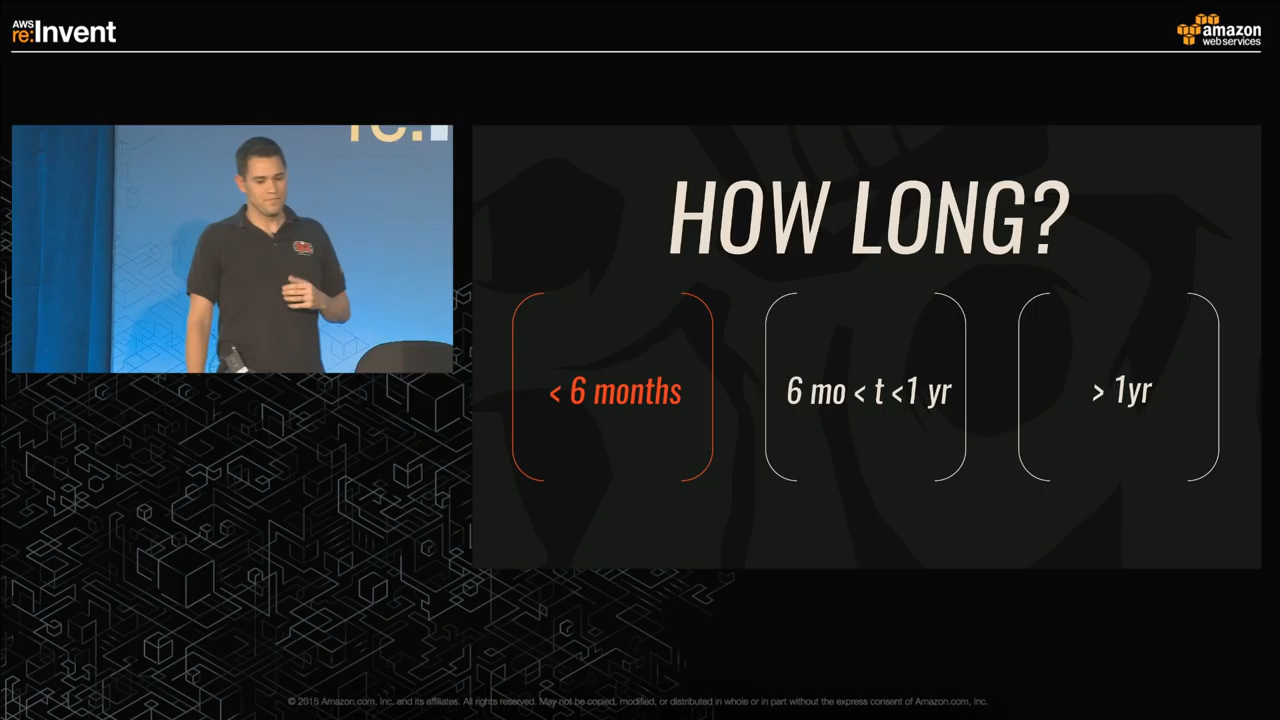 AWS
re:Invent
amazon
web services
re:I
HOW LONG?
< 6 months
6 mo < t <1 yr
> 1yr
© 2015 Amazon.com, Inc, and its affiliates. All rights reserved. May not be copied, modified, or distributed in whole or in part without the express consent of Amazon.com, Inc.